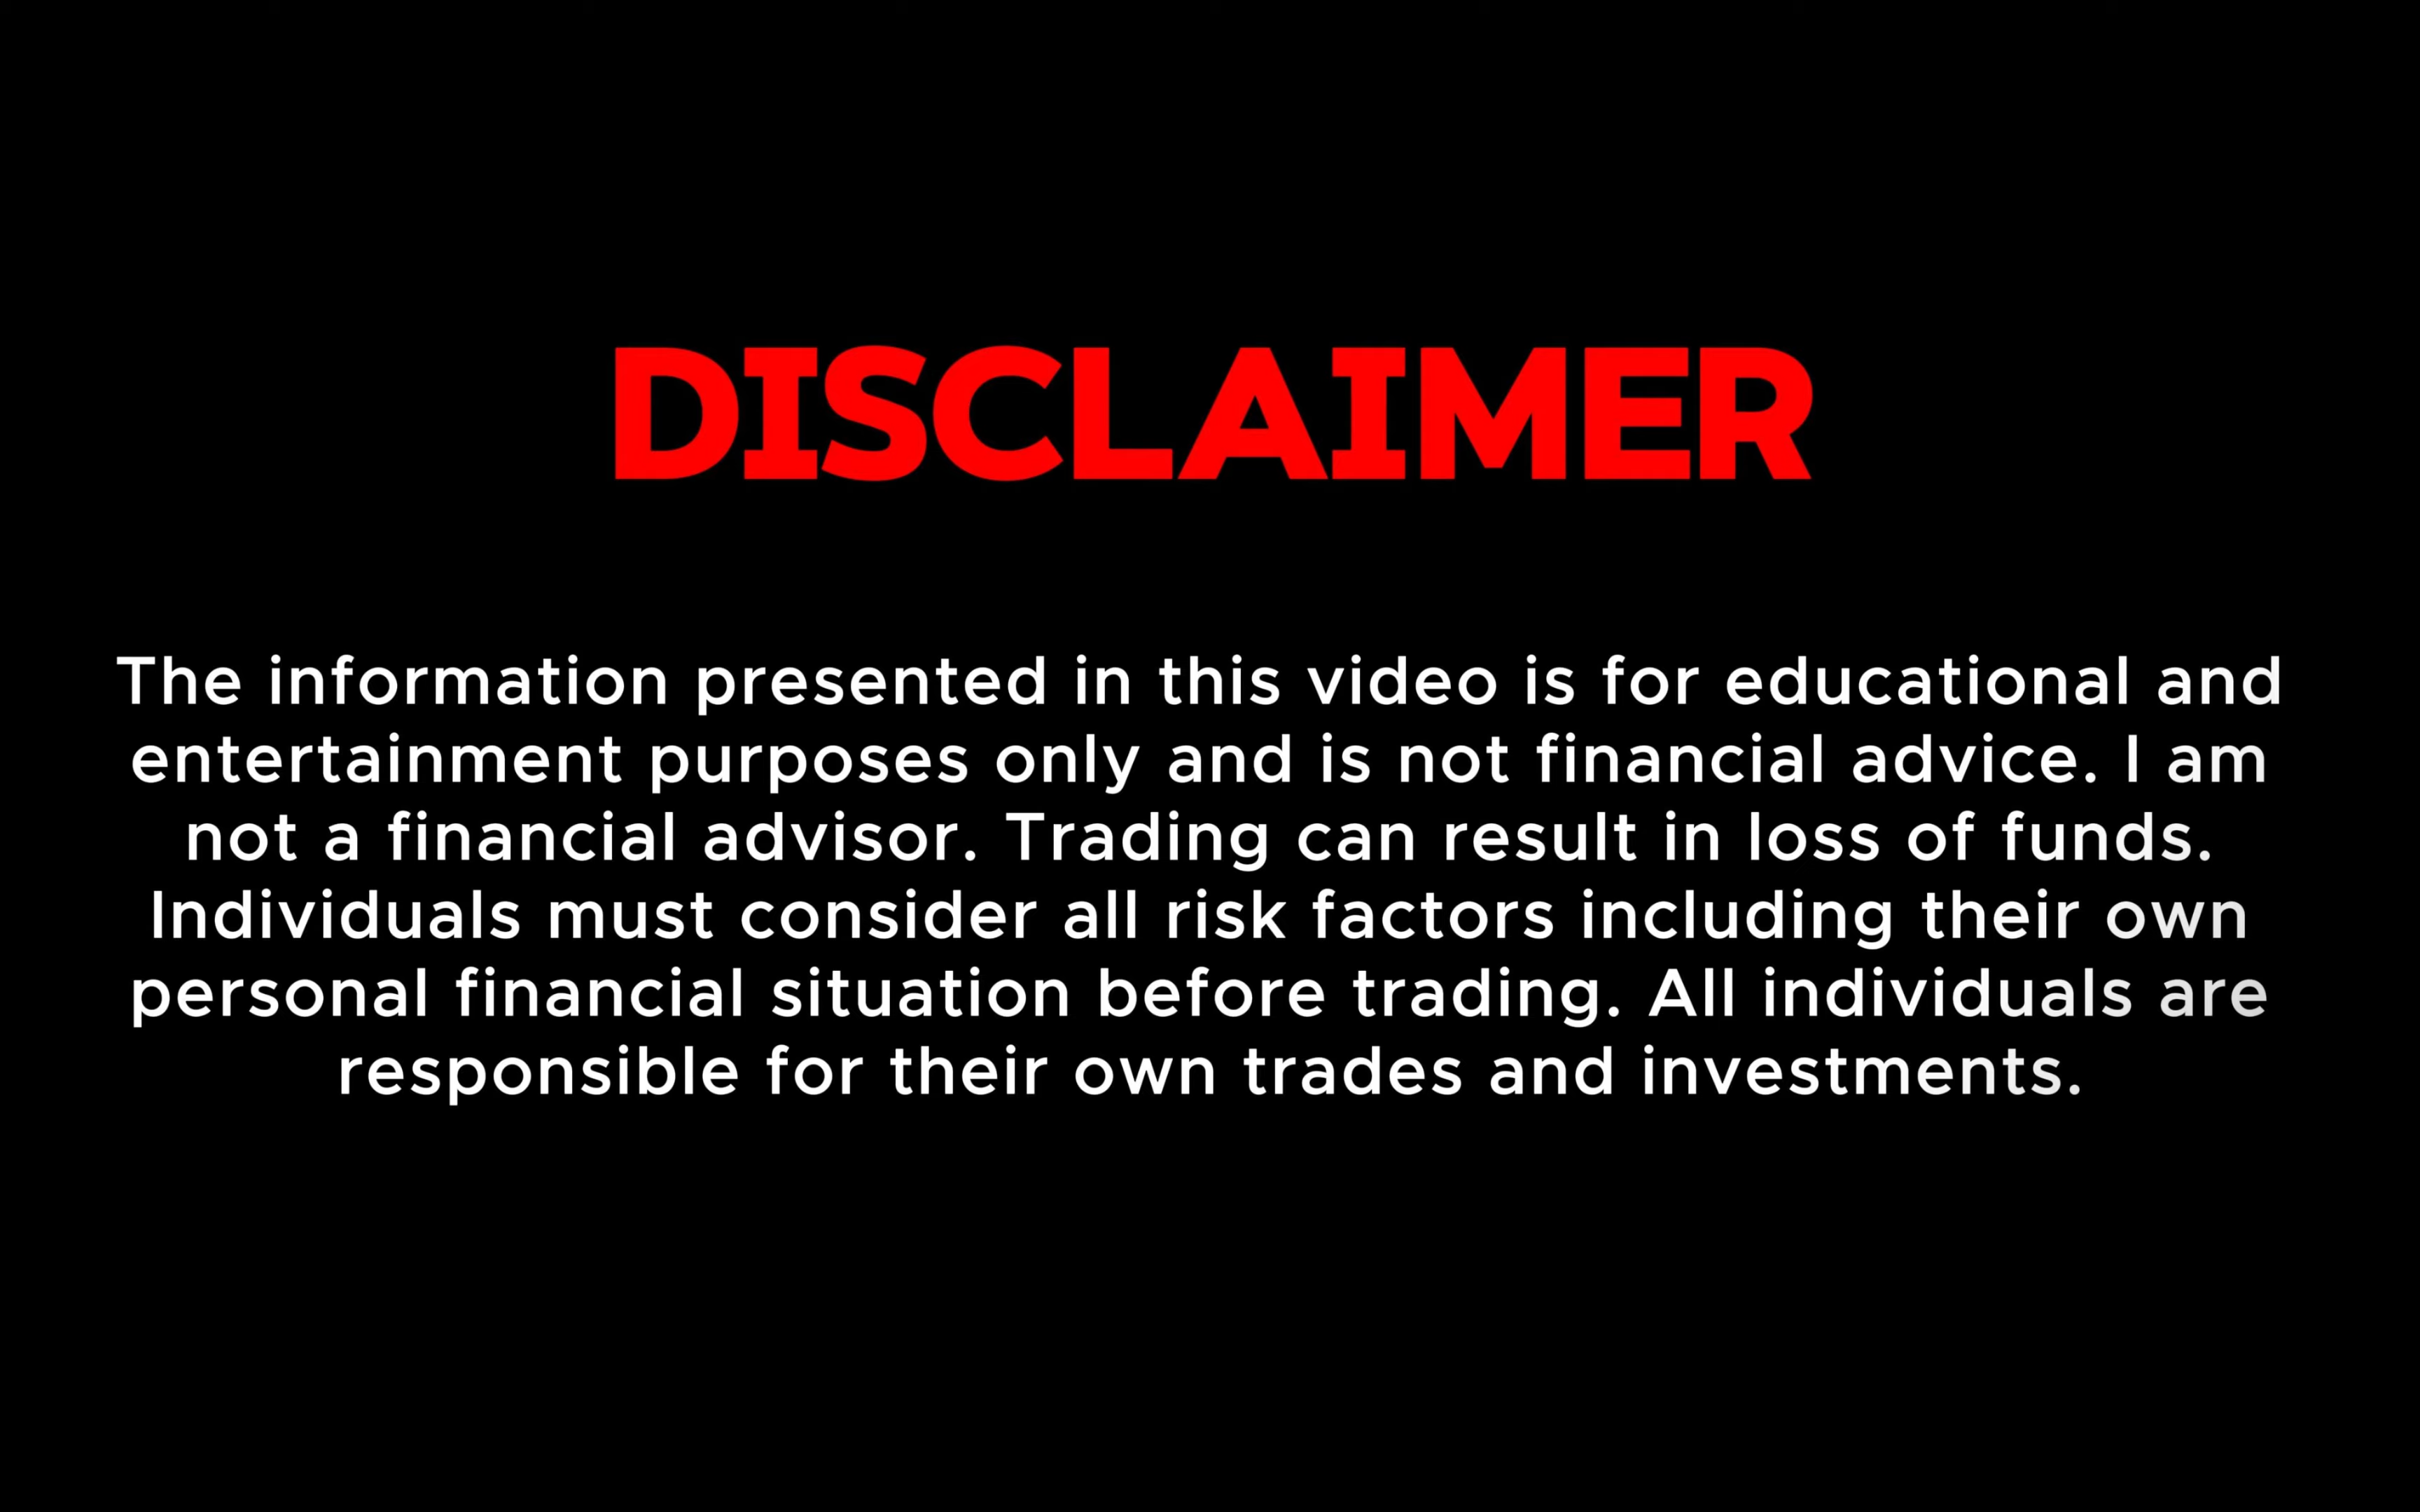 DISCLAIMER
The information presented in this video is for educational and
entertainment purposes only and is not financial advice. I am
not a financial advisor. Trading can result in loss of funds.
Individuals must consider all risk factors including their own
personal financial situation before trading. All individuals are
responsible for their own trades and investments.